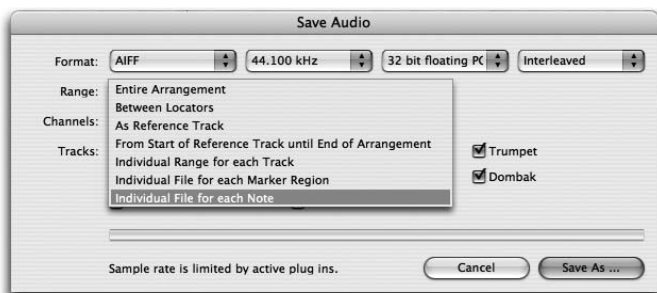 Save Audio
Format: AIFF 44.100 kHz 32 bit floating PC Interleaved
Range: Entire Arrangement
Between Locators
Channels: As Reference Track
From Start of Reference Track until End of Arrangement
Tracks: Individual Range for each Track Trumpet
Individual File for each Marker Region Dombak
Individual File for each Note
Sample rate is limited by active plug ins. Cancel Save As ...